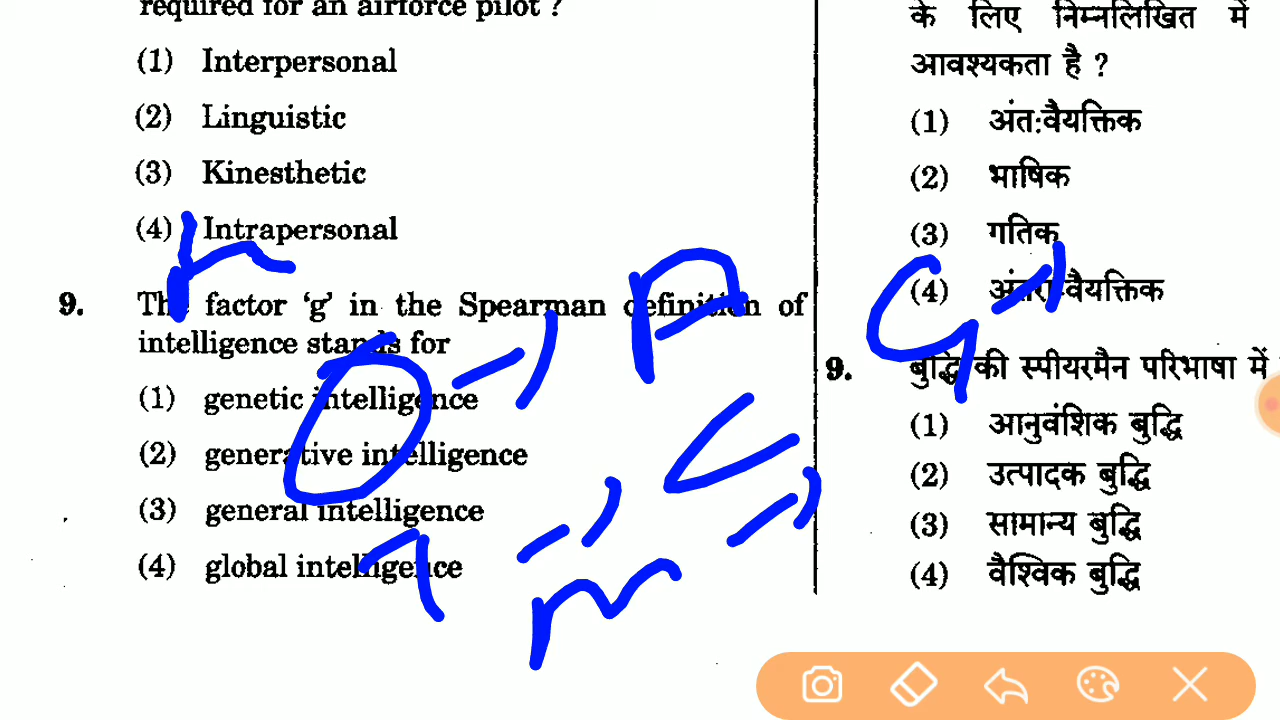 required for an airforce pilot ?
(1) Interpersonal
(2) Linguistic
(3) Kinesthetic
(4) Intrapersonal
9. The factor 'g' in the Spearman definition of
intelligence stands for
(1) genetic intelligence
(2) generative intelligence
(3) general intelligence
(4) global intelligence
के लिए निम्नलिखित में
आवश्यकता है ?
(1) अंत:वैयक्तिक
(2) भाषिक
(3) गतिक
(4) अंतरा-वैयक्तिक
9. बुद्धि की स्पीयरमैन परिभाषा में
(1) आनुवंशिक बुद्धि
(2) उत्पादक बुद्धि
(3) सामान्य बुद्धि
(4) वैश्विक बुद्धि